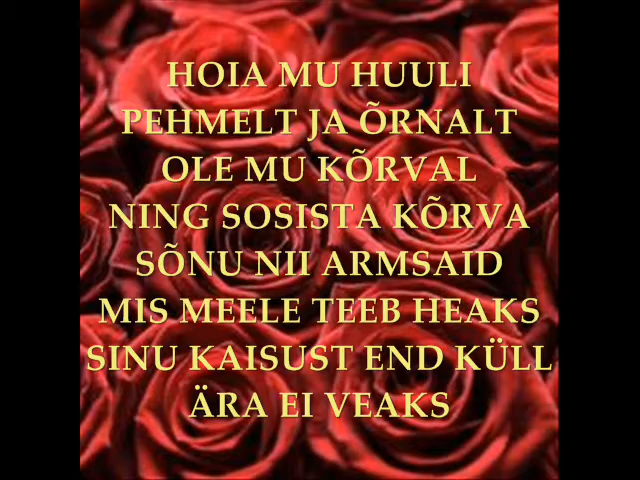 HOIA MU HUULI
PEHMELT JA ÕRNALT
OLE MU KÕRVAL
NING SOSISTA KÕRVA
SÕNU NII ARMSAID
MIS MEELE TEEB HEAKS
SINU KAISUST END KÜLL
ÄRA EI VEAKS